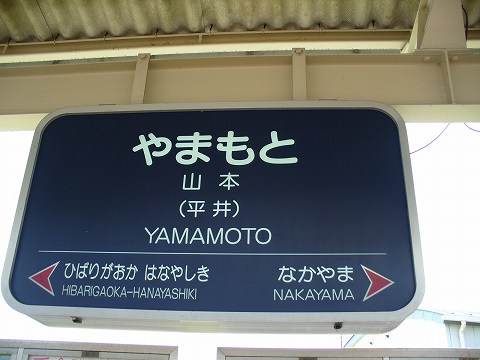 やまもと
山本
(平井)
YAMAMOTO
ひばりがおか はなやしき なかやま
HIBARIGAOKA-HANAYASHIKI NAKAYAMA